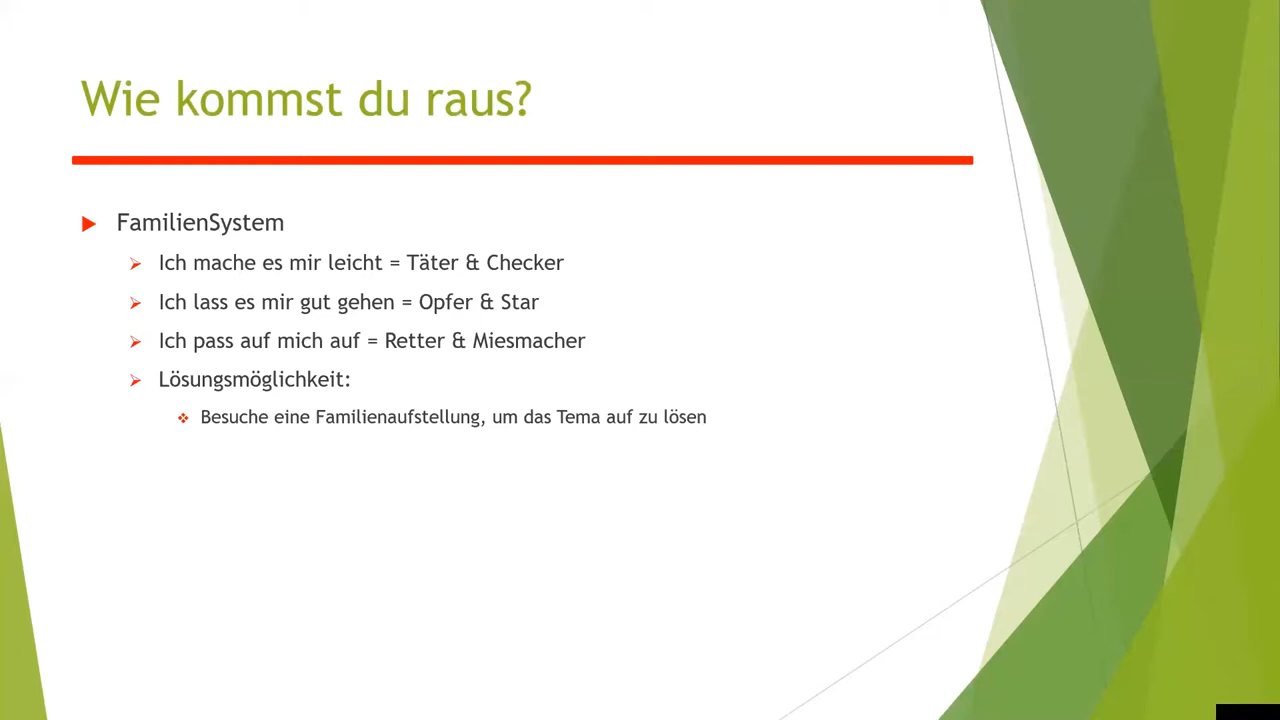 Wie kommst du raus?
FamilienSystem
Ich mache es mir leicht = Täter & Checker
Ich lass es mir gut gehen = Opfer & Star
Ich pass auf mich auf = Retter & Miesmacher
Lösungsmöglichkeit:
Besuche eine Familienaufstellung, um das Tema auf zu lösen